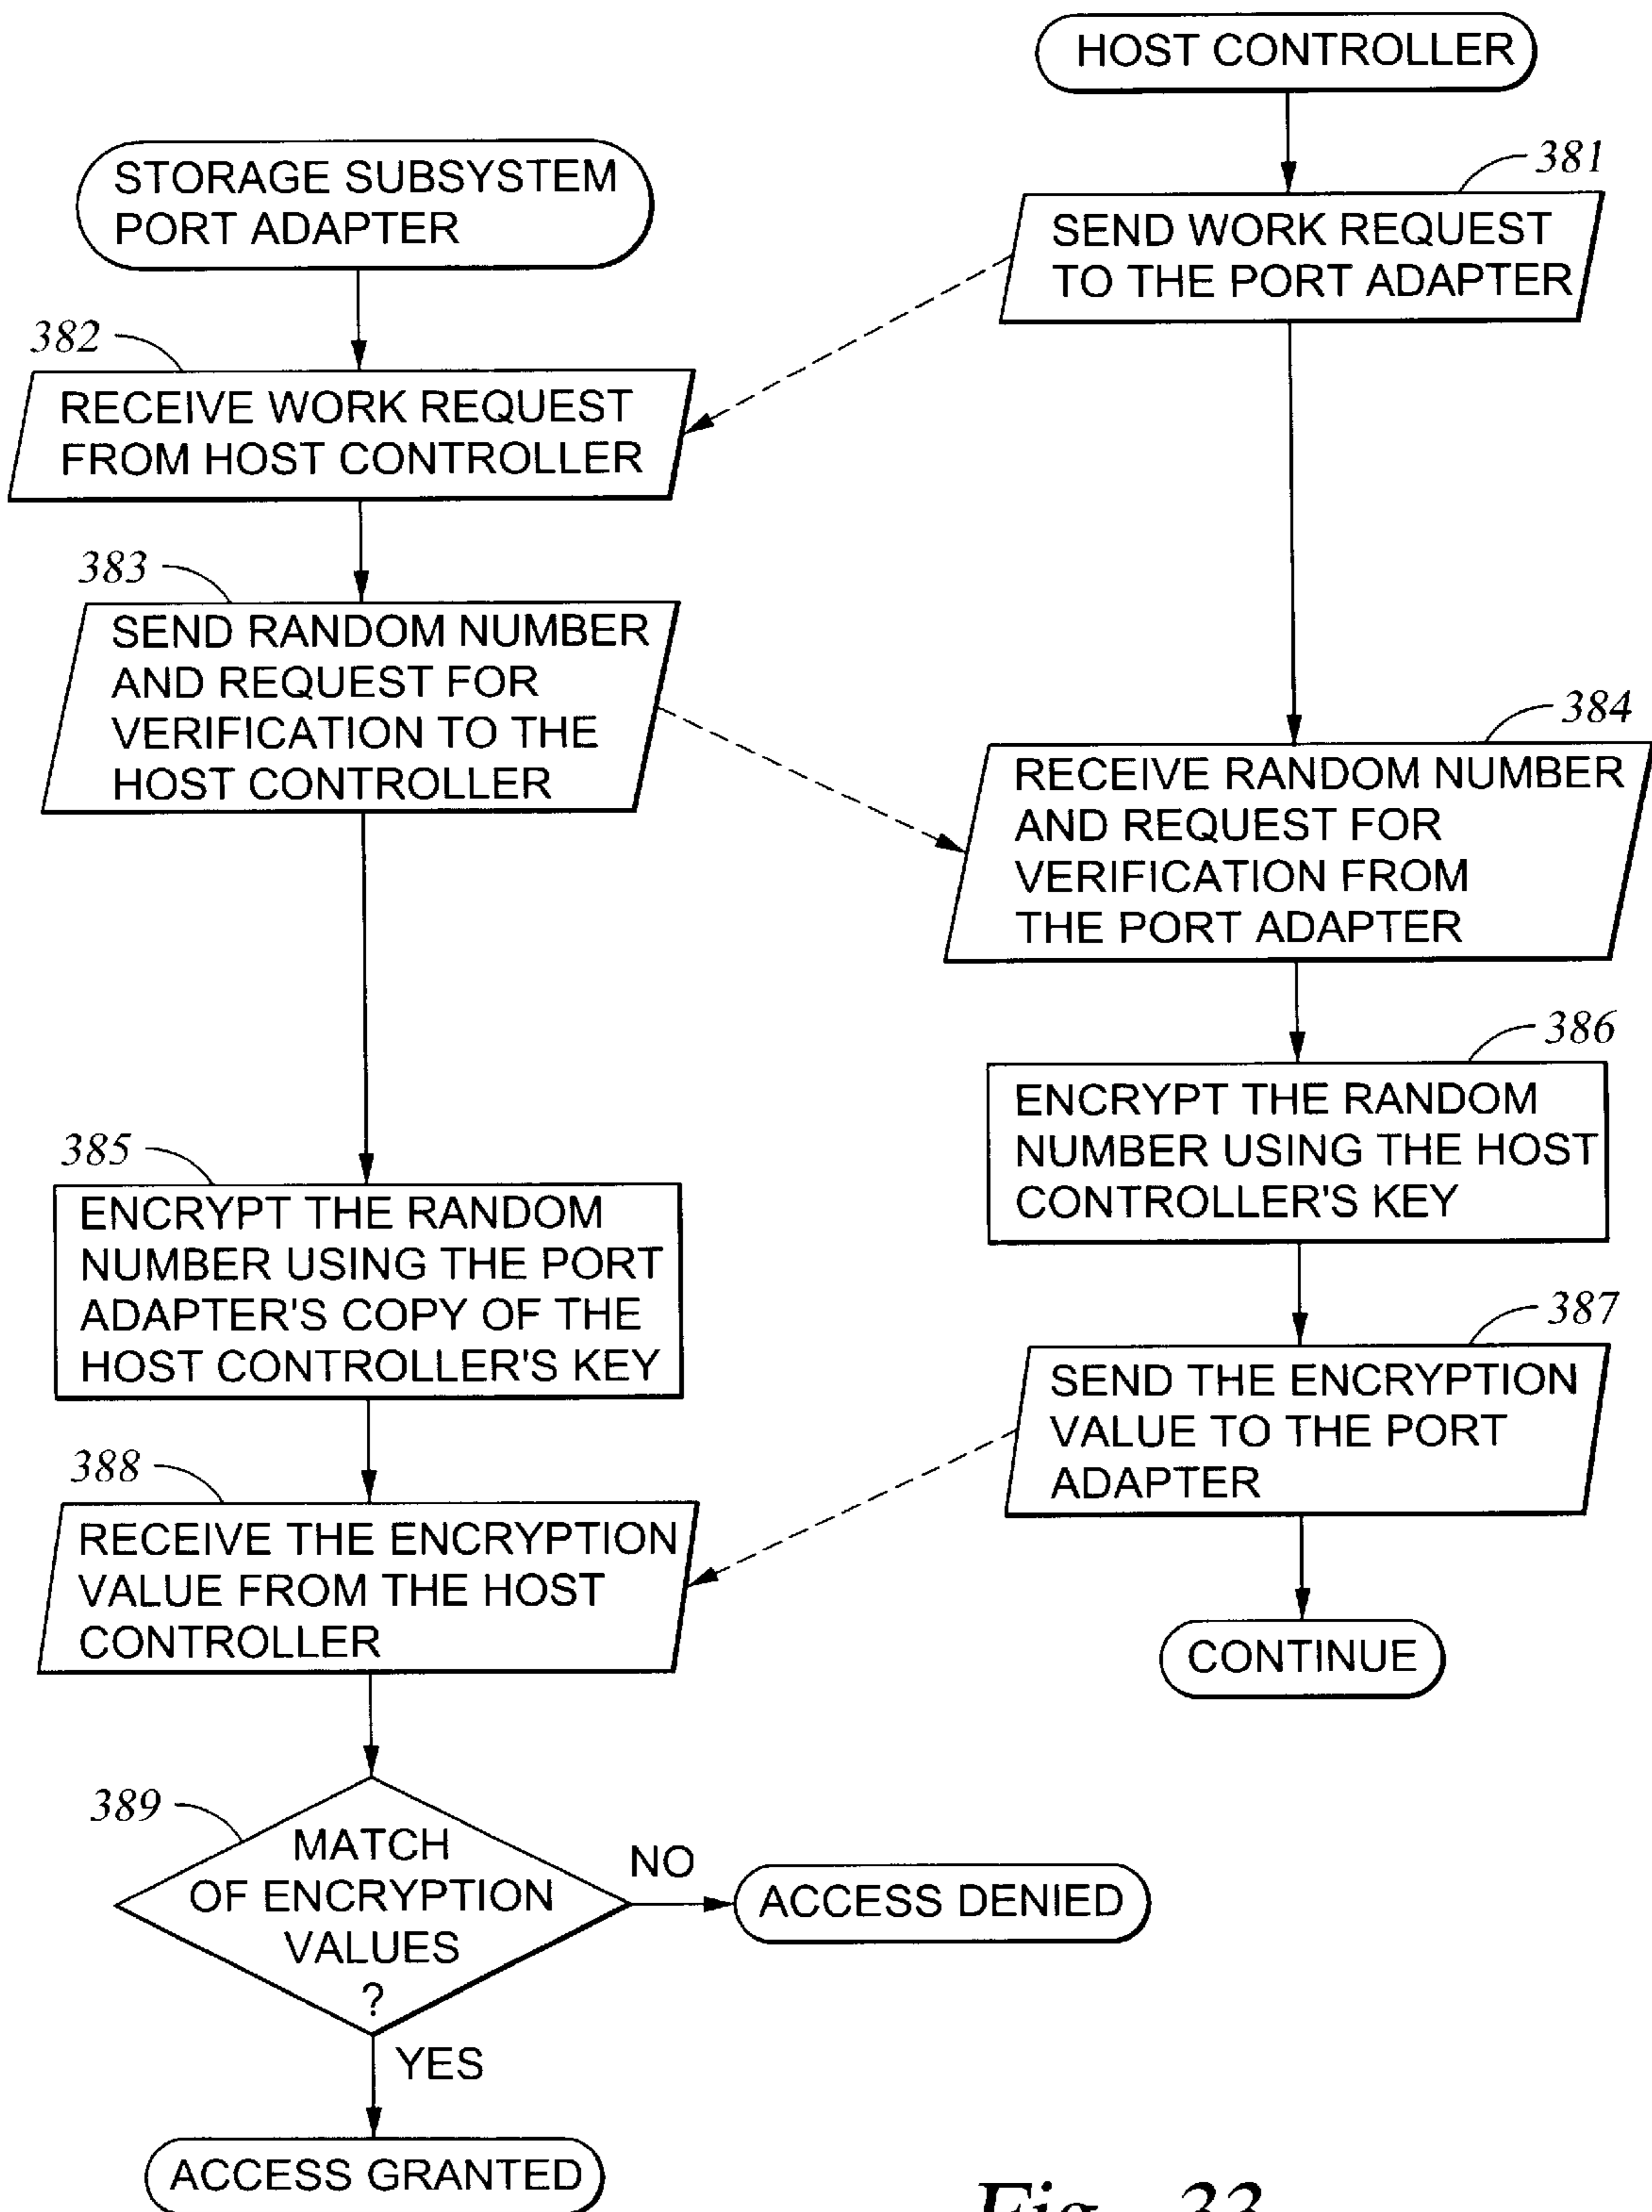 HOST CONTROLLER
STORAGE SUBSYSTEM
PORT ADAPTER
381
SEND WORK REQUEST
TO THE PORT ADAPTER
382
RECEIVE WORK REQUEST
FROM HOST CONTROLLER
383
SEND RANDOM NUMBER
AND REQUEST FOR
VERIFICATION TO THE
HOST CONTROLLER
384
RECEIVE RANDOM NUMBER
AND REQUEST FOR
VERIFICATION FROM
THE PORT ADAPTER
386
ENCRYPT THE RANDOM
NUMBER USING THE HOST
CONTROLLER'S KEY
385
ENCRYPT THE RANDOM
NUMBER USING THE PORT
ADAPTER'S COPY OF THE
HOST CONTROLLER'S KEY
387
SEND THE ENCRYPTION
VALUE TO THE PORT
ADAPTER
388
RECEIVE THE ENCRYPTION
VALUE FROM THE HOST
CONTROLLER
CONTINUE
389
MATCH
OF ENCRYPTION
VALUES
?
NO
ACCESS DENIED
YES
ACCESS GRANTED
Fig. 33